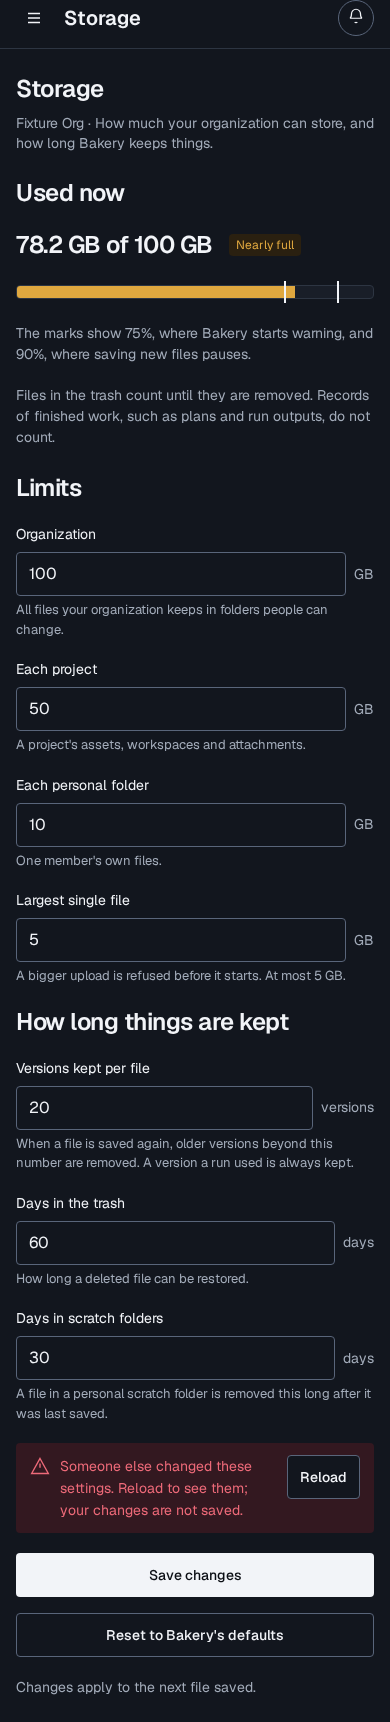 Storage
Storage
Fixture Org · How much your organization can store, and
how long Bakery keeps things.
Used now
78.2 GB of 100 GB
Nearly full
The marks show 75%, where Bakery starts warning, and
90%, where saving new files pauses.
Files in the trash count until they are removed. Records
of finished work, such as plans and run outputs, do not
count.
Limits
Organization
100
GB
All files your organization keeps in folders people can
change.
Each project
50
GB
A project's assets, workspaces and attachments.
Each personal folder
10
GB
One member's own files.
Largest single file
5
GB
A bigger upload is refused before it starts. At most 5 GB.
How long things are kept
Versions kept per file
20
versions
When a file is saved again, older versions beyond this
number are removed. A version a run used is always kept.
Days in the trash
60
days
How long a deleted file can be restored.
Days in scratch folders
30
days
A file in a personal scratch folder is removed this long after it
was last saved.
Someone else changed these
settings. Reload to see them;
your changes are not saved.
Reload
Save changes
Reset to Bakery's defaults
Changes apply to the next file saved.